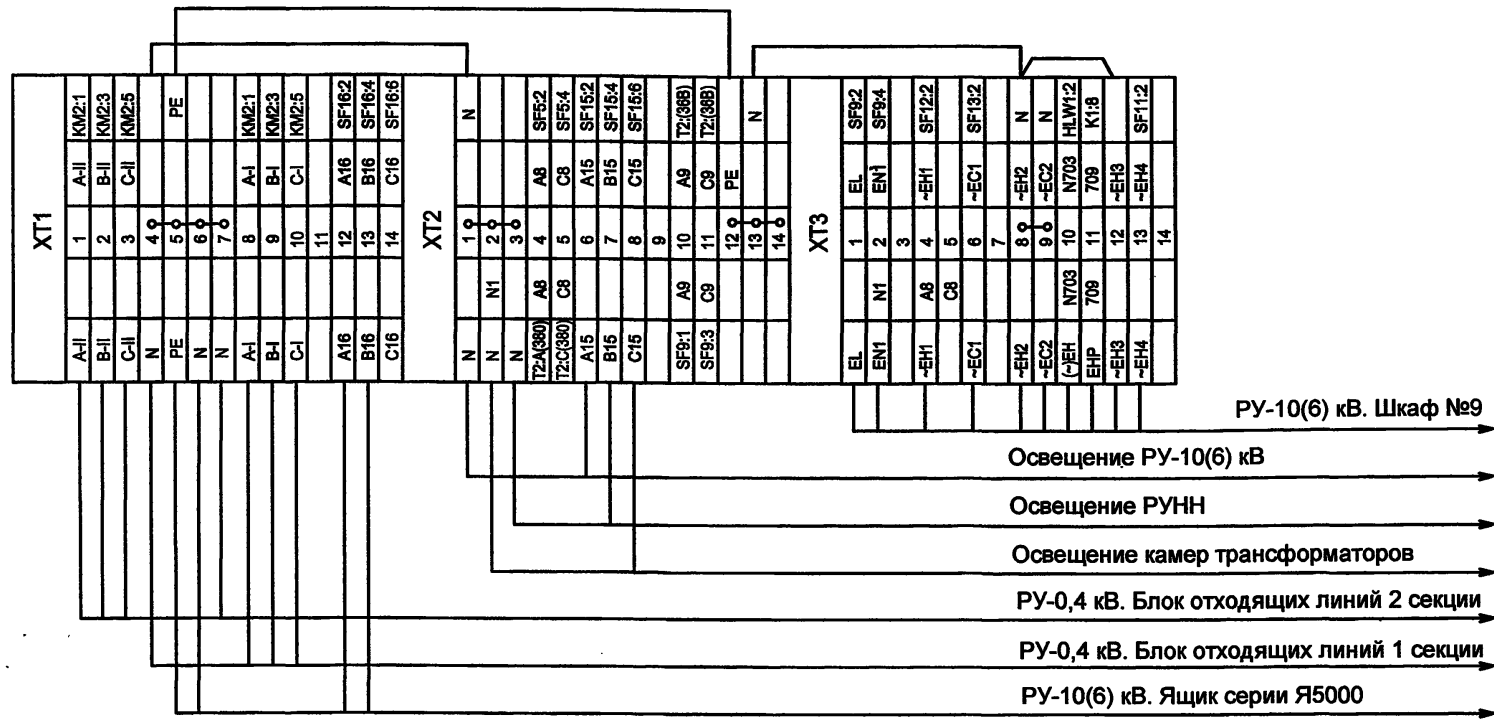 XT1
KM2:1 KM2:3 KM2:5 PE KM2:1 KM2:3 KM2:5 SF16:2 SF16:4 SF16:6
A-II B-II C-II A-I B-I C-I A16 B16 C16
1 2 3 4 5 6 7 8 9 10 11 12 13 14
A-II B-II C-II N PE N N A-I B-I C-I A16 B16 C16
XT2
N SF5:2 SF5:4 SF15:2 SF15:4 SF15:6 T2:(36В) T2:(36В) N
A8 C8 A15 B15 C15 A9 C9 PE
1 2 3 4 5 6 7 8 9 10 11 12 13 14
N1 A8 C8 A9 C9
N N N T2:A(380) T2:C(380) A15 B15 C15 SF9:1 SF9:3
XT3
SF9:2 SF9:4 SF12:2 SF13:2 N N HLW1:2 K1:8 SF11:2
EL EN1 ~EH1 ~EC1 ~EH2 ~EC2 N703 709 ~EH3 ~EH4
1 2 3 4 5 6 7 8 9 10 11 12 13 14
N1 A8 C8 N703 709
EL EN1 ~EH1 ~EC1 ~EH2 ~EC2 (~)EH EHP ~EH3 ~EH4
РУ-10(6) кВ. Шкаф №9
Освещение РУ-10(6) кВ
Освещение РУНН
Освещение камер трансформаторов
РУ-0,4 кВ. Блок отходящих линий 2 секции
РУ-0,4 кВ. Блок отходящих линий 1 секции
РУ-10(6) кВ. Ящик серии Я5000